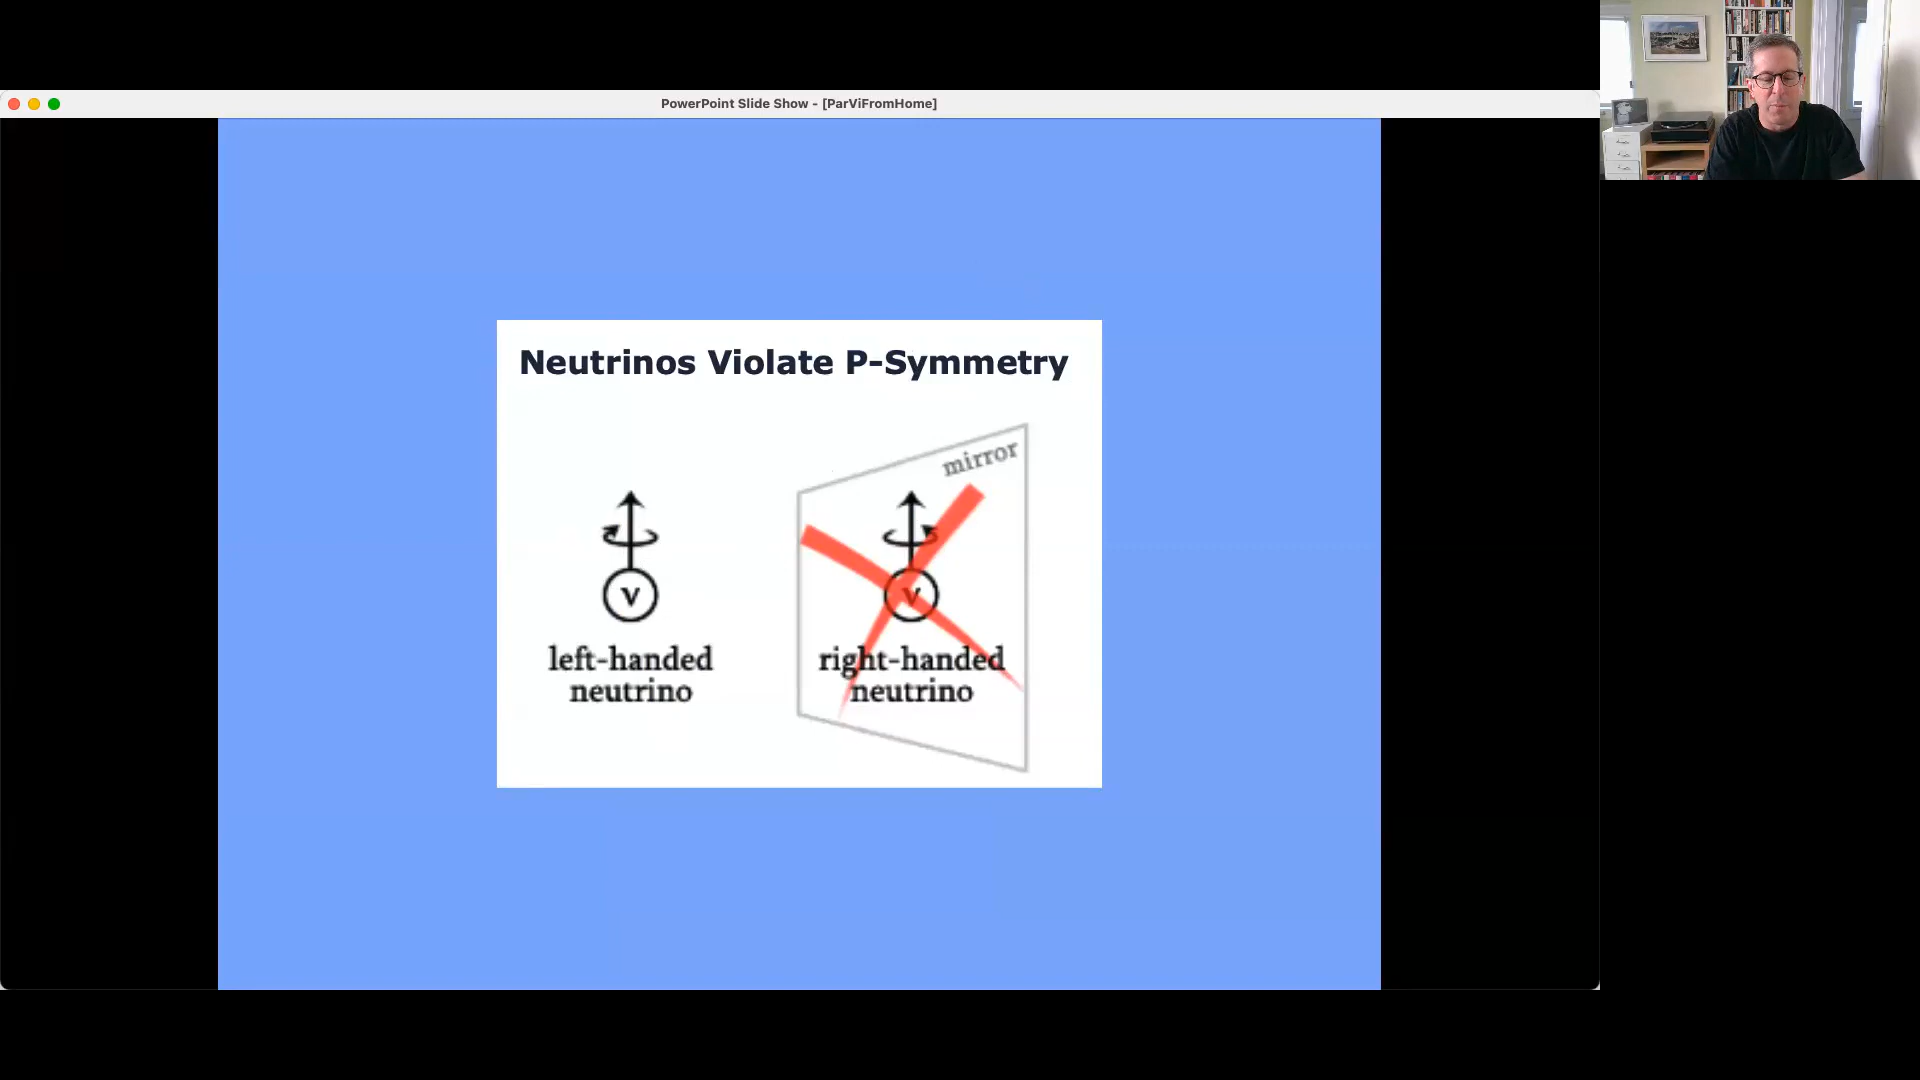 PowerPoint Slide Show - [ParViFromHome]
Neutrinos Violate P-Symmetry
mirror
ν
ν
left-handed
neutrino
right-handed
neutrino